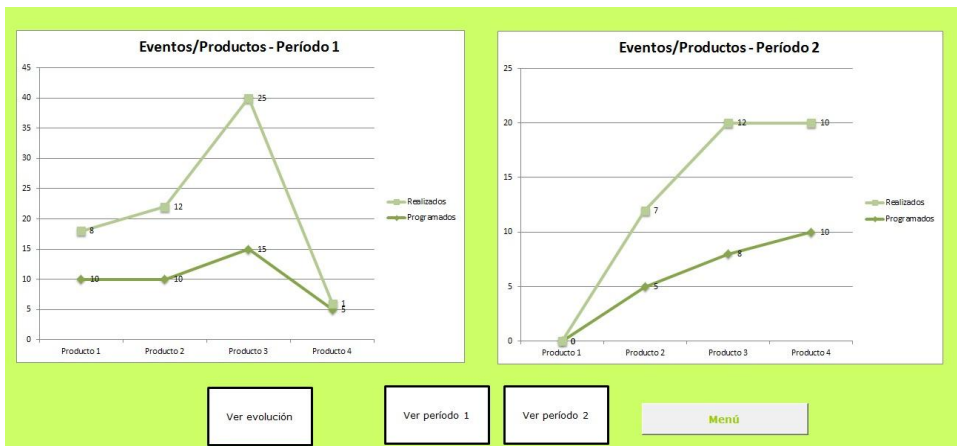 Eventos/Productos - Período 1
45
40
35
30
25
20
15
10
5
0
8
12
25
1
10
10
15
5
Producto 1
Producto 2
Producto 3
Producto 4
Realizados
Programados
Eventos/Productos - Período 2
25
20
15
10
5
0
7
12
10
0
5
8
10
Producto 1
Producto 2
Producto 3
Producto 4
Realizados
Programados
Ver evolución
Ver período 1
Ver período 2
Menú